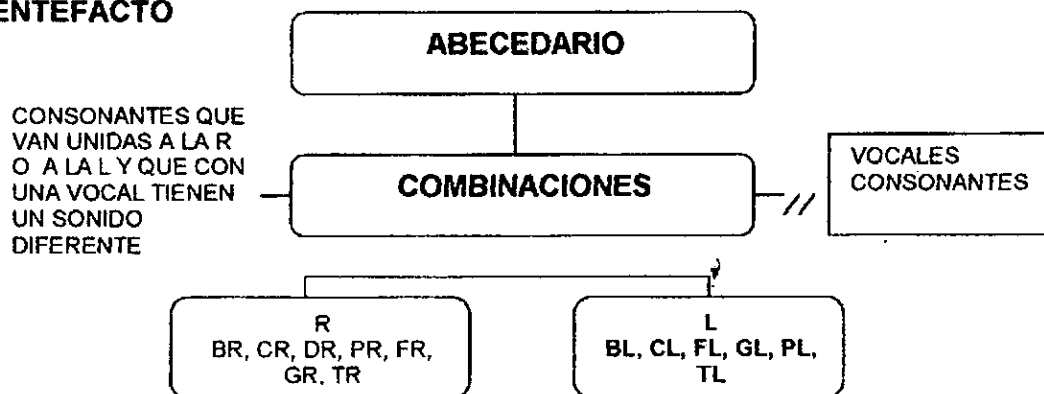 ENTEFACTO
ABECEDARIO
CONSONANTES QUE
VAN UNIDAS A LA R
O A LA L Y QUE CON
UNA VOCAL TIENEN
UN SONIDO
DIFERENTE
COMBINACIONES
VOCALES
CONSONANTES
R
BR, CR, DR, PR, FR,
GR, TR
L
BL, CL, FL, GL, PL,
TL